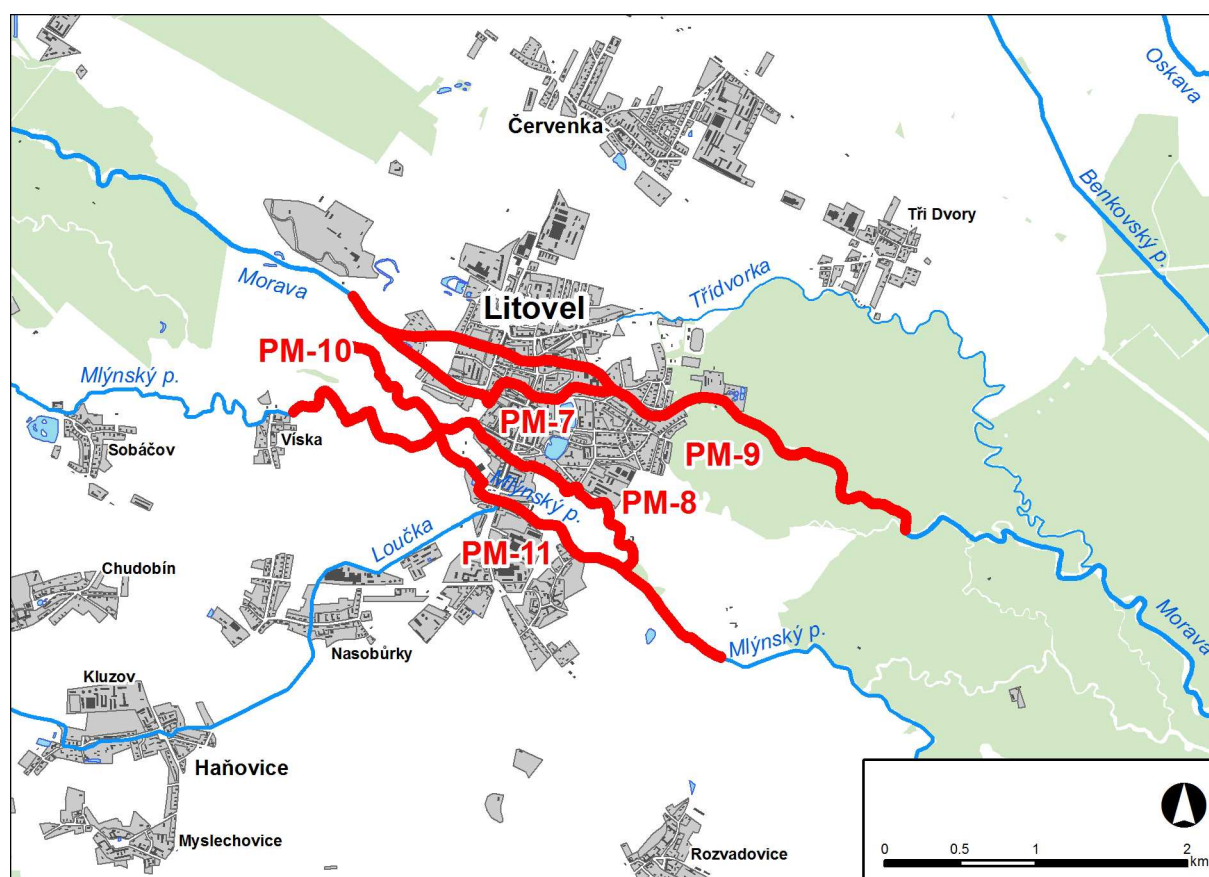 Oskava
Červenka
Benkovský p.
Tři Dvory
Morava
Třídvorka
Litovel
PM-10
Mlýnský p.
PM-7
Víska
Sobáčov
PM-9
Mlýnský p.
PM-8
Loučka
PM-11
Chudobín
Morava
Mlýnský p.
Nasobůrky
Kluzov
Haňovice
Myslechovice
Rozvadovice
0 0.5 1 2
km